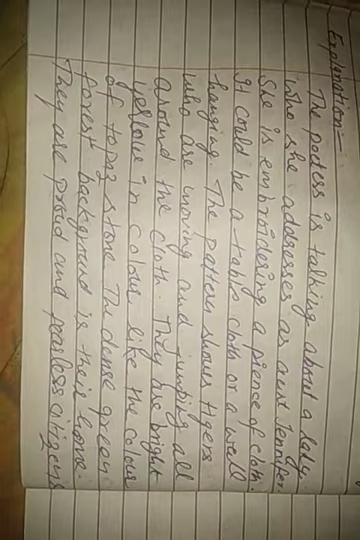 Explanation -
The poetess is talking about a lady
who she addresses as aunt Jennifer.
She is embroidering a pience of cloth.
It could be a table cloth or a wall
hanging. The pattern shows tigers
who are moving and jumping all
around the cloth. They are bright
yellow in colour like the colour
of topaz stone. The dense green
forest background is their home.
They are proud and fearless citizens